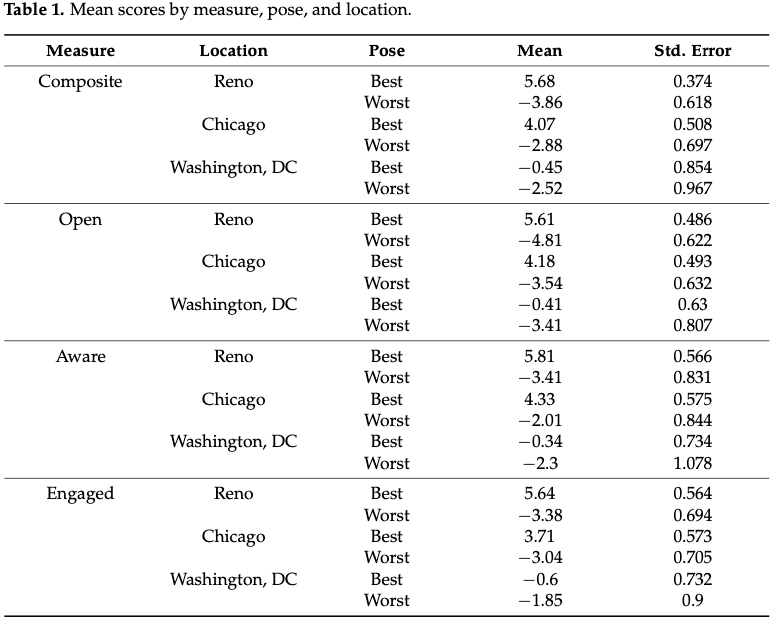 Table 1. Mean scores by measure, pose, and location.
Measure Location Pose Mean Std. Error
Composite Reno Best 5.68 0.374
Worst −3.86 0.618
Chicago Best 4.07 0.508
Worst −2.88 0.697
Washington, DC Best −0.45 0.854
Worst −2.52 0.967
Open Reno Best 5.61 0.486
Worst −4.81 0.622
Chicago Best 4.18 0.493
Worst −3.54 0.632
Washington, DC Best −0.41 0.63
Worst −3.41 0.807
Aware Reno Best 5.81 0.566
Worst −3.41 0.831
Chicago Best 4.33 0.575
Worst −2.01 0.844
Washington, DC Best −0.34 0.734
Worst −2.3 1.078
Engaged Reno Best 5.64 0.564
Worst −3.38 0.694
Chicago Best 3.71 0.573
Worst −3.04 0.705
Washington, DC Best −0.6 0.732
Worst −1.85 0.9